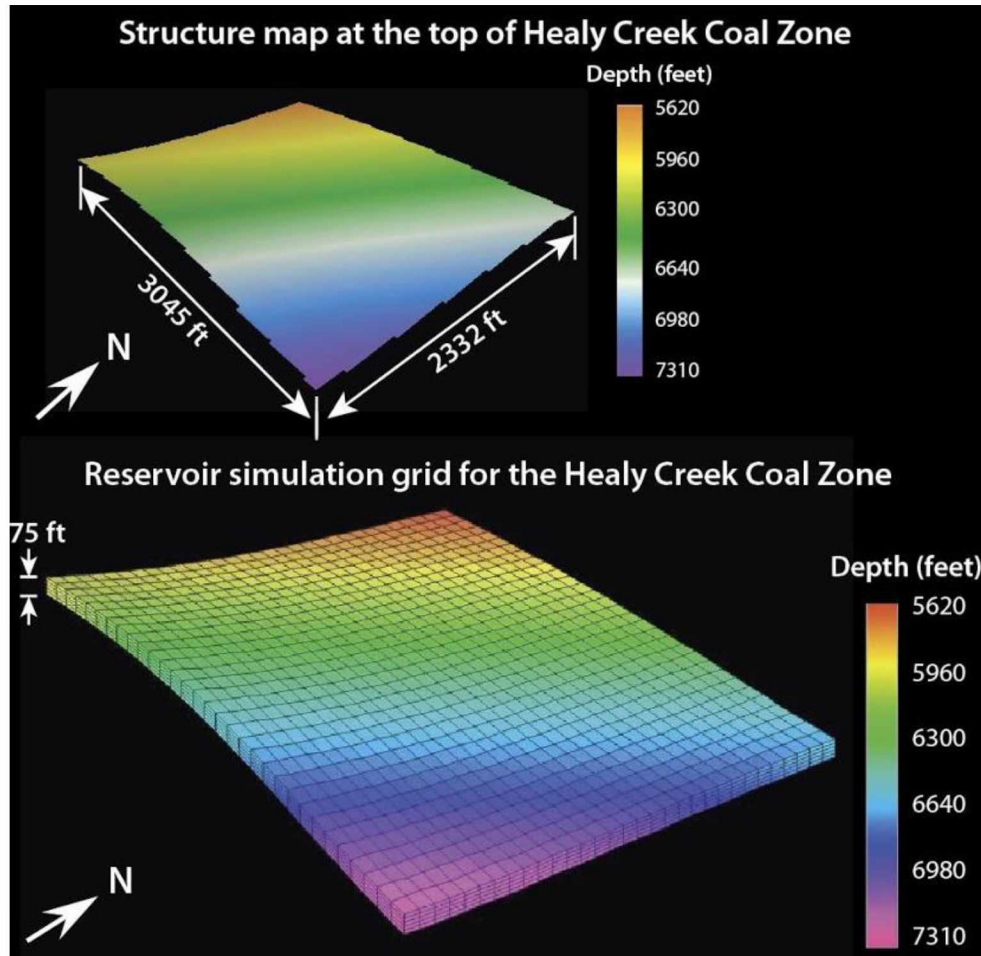 Structure map at the top of Healy Creek Coal Zone
Depth (feet)
5620
5960
6300
6640
6980
7310
3045 ft
2332 ft
N
Reservoir simulation grid for the Healy Creek Coal Zone
75 ft
Depth (feet)
5620
5960
6300
6640
6980
7310
N